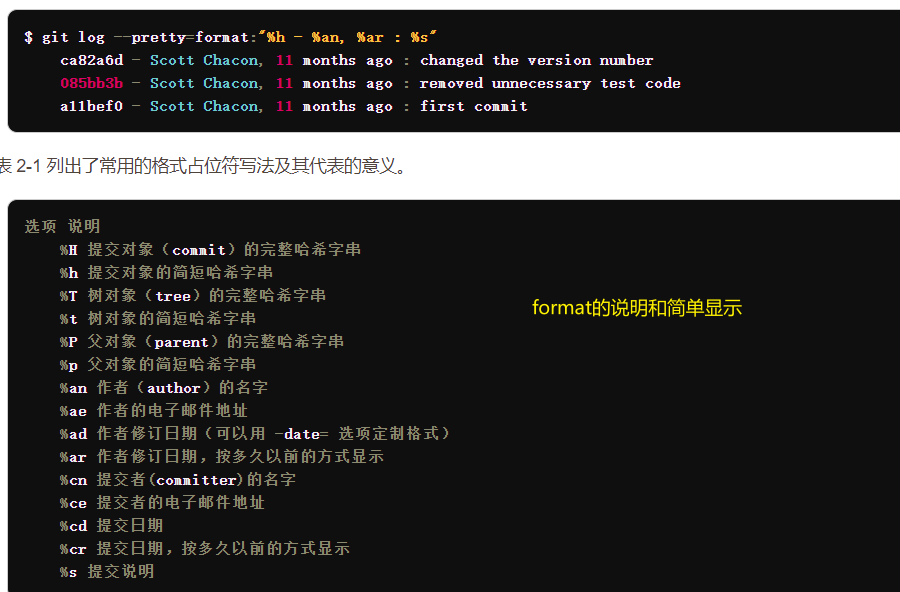 $ git log --pretty=format:"%h - %an, %ar : %s"
ca82a6d - Scott Chacon, 11 months ago : changed the version number
085bb3b - Scott Chacon, 11 months ago : removed unnecessary test code
a11bef0 - Scott Chacon, 11 months ago : first commit
表 2-1 列出了常用的格式占位符写法及其代表的意义。
选项 说明
%H 提交对象（commit）的完整哈希字串
%h 提交对象的简短哈希字串
%T 树对象（tree）的完整哈希字串
%t 树对象的简短哈希字串
%P 父对象（parent）的完整哈希字串
%p 父对象的简短哈希字串
%an 作者（author）的名字
%ae 作者的电子邮件地址
%ad 作者修订日期（可以用 -date= 选项定制格式）
%ar 作者修订日期，按多久以前的方式显示
%cn 提交者(committer)的名字
%ce 提交者的电子邮件地址
%cd 提交日期
%cr 提交日期，按多久以前的方式显示
%s 提交说明
format的说明和简单显示